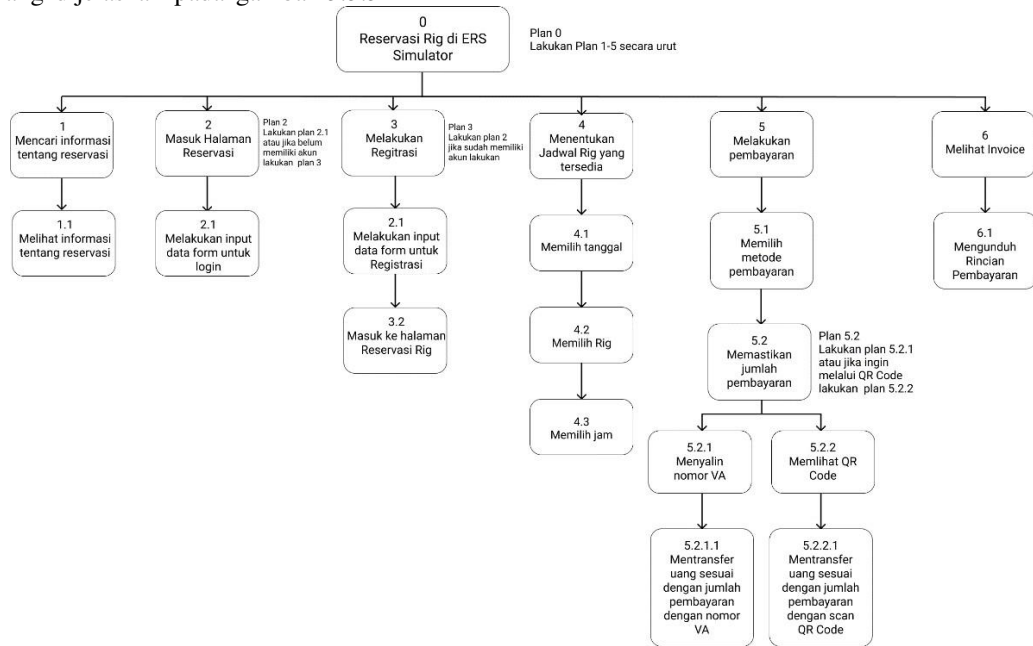 0
Reservasi Rig di ERS
Simulator
Plan 0
Lakukan Plan 1-5 secara urut
1
Mencari informasi
tentang reservasi
2
Masuk Halaman
Reservasi
Plan 2
Lakukan plan 2.1
atau jika belum
memiliki akun
lakukan plan 3
3
Melakukan
Regitrasi
Plan 3
Lakukan plan 2
jika sudah memiliki
akun lakukan
4
Menentukan
Jadwal Rig yang
tersedia
5
Melakukan
pembayaran
6
Melihat Invoice
1.1
Melihat informasi
tentang reservasi
2.1
Melakukan input
data form untuk
login
2.1
Melakukan input
data form untuk
Registrasi
4.1
Memilih tanggal
5.1
Memilih
metode
pembayaran
6.1
Mengunduh
Rincian
Pembayaran
3.2
Masuk ke halaman
Reservasi Rig
4.2
Memilih Rig
5.2
Memastikan
jumlah
pembayaran
Plan 5.2
Lakukan plan 5.2.1
atau jika ingin
melalui QR Code
lakukan plan 5.2.2
4.3
Memilih jam
5.2.1
Menyalin
nomor VA
5.2.2
Memlihat QR
Code
5.2.1.1
Mentransfer
uang sesuai
dengan jumlah
pembayaran
dengan nomor
VA
5.2.2.1
Mentransfer
uang sesuai
dengan jumlah
pembayaran
dengan scan
QR Code